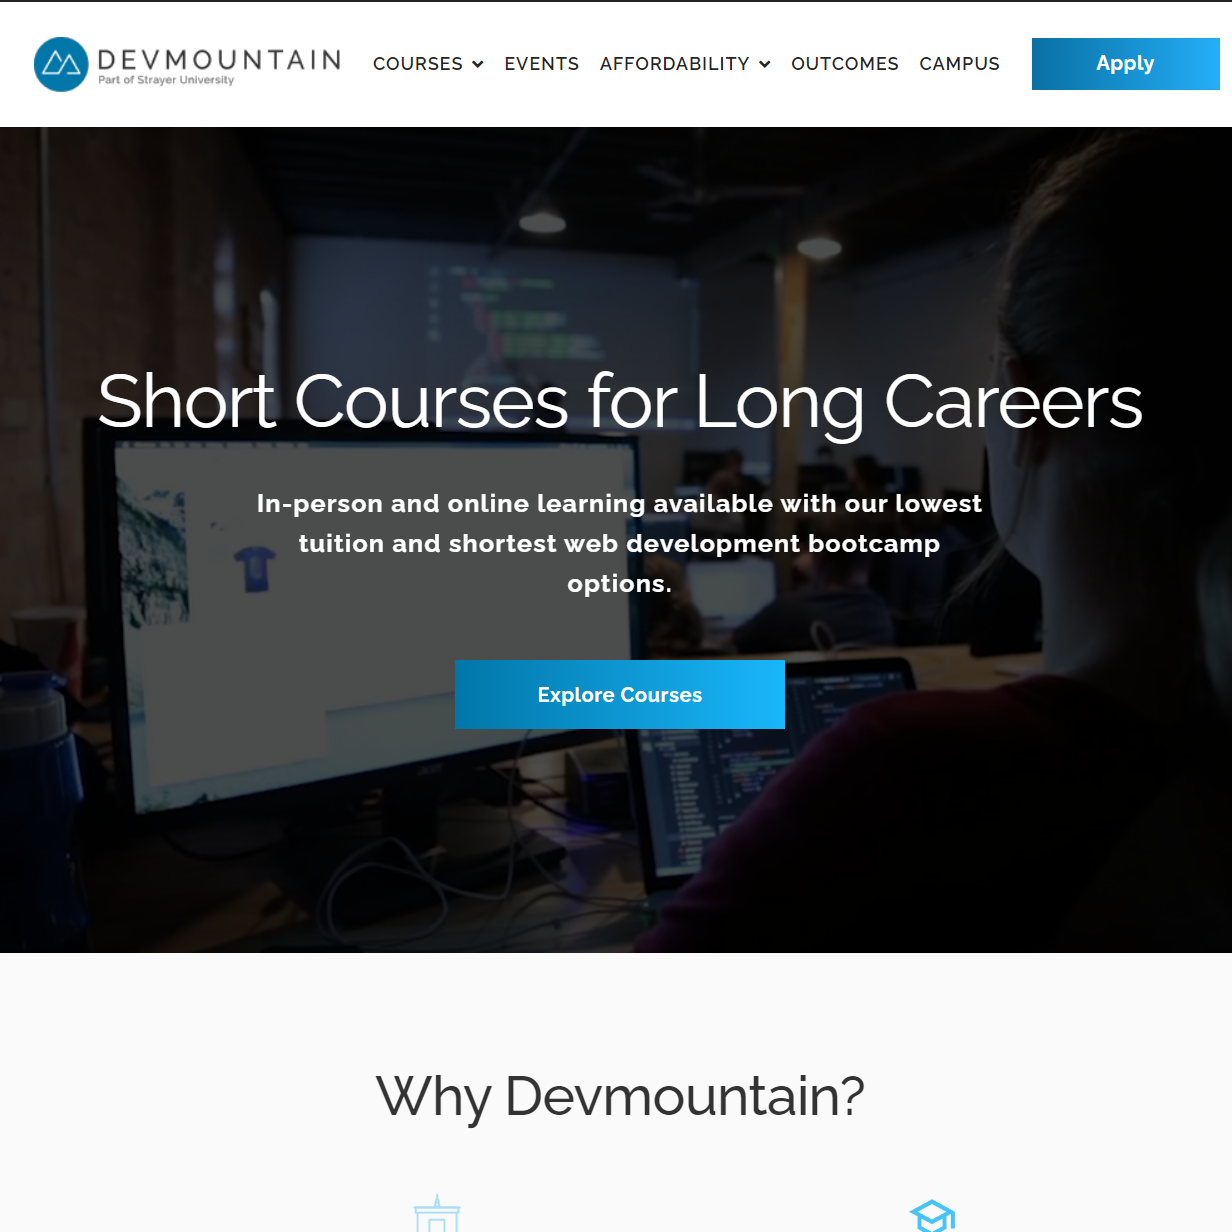 DEVMOUNTAIN
Part of Strayer University
COURSES EVENTS AFFORDABILITY OUTCOMES CAMPUS
Apply
Short Courses for Long Careers
In-person and online learning available with our lowest
tuition and shortest web development bootcamp
options.
Explore Courses
Why Devmountain?